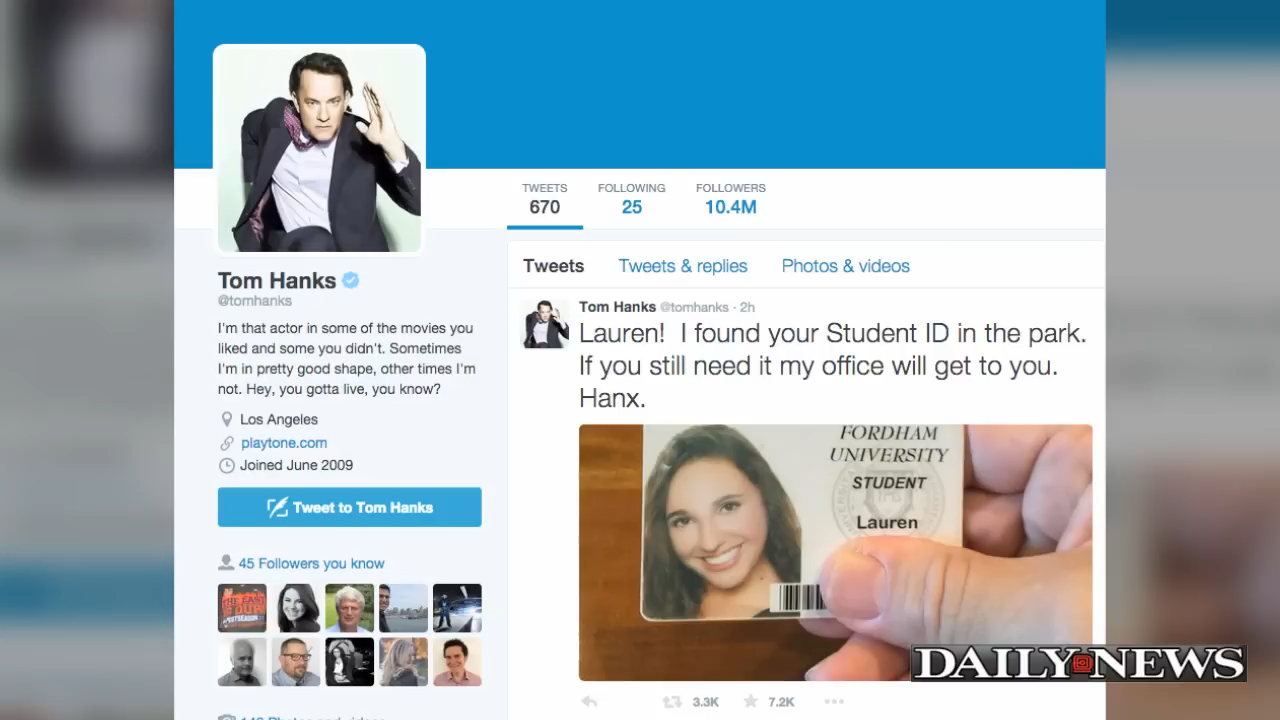 TWEETS FOLLOWING FOLLOWERS
670 25 10.4M
Tweets Tweets & replies Photos & videos
Tom Hanks
@tomhanks
I'm that actor in some of the movies you
liked and some you didn't. Sometimes
I'm in pretty good shape, other times I'm
not. Hey, you gotta live, you know?
Los Angeles
playtone.com
Joined June 2009
Tweet to Tom Hanks
45 Followers you know
Tom Hanks @tomhanks · 2h
Lauren! I found your Student ID in the park.
If you still need it my office will get to you.
Hanx.
FORDHAM
UNIVERSITY
STUDENT
Lauren
3.3K 7.2K
DAILY NEWS